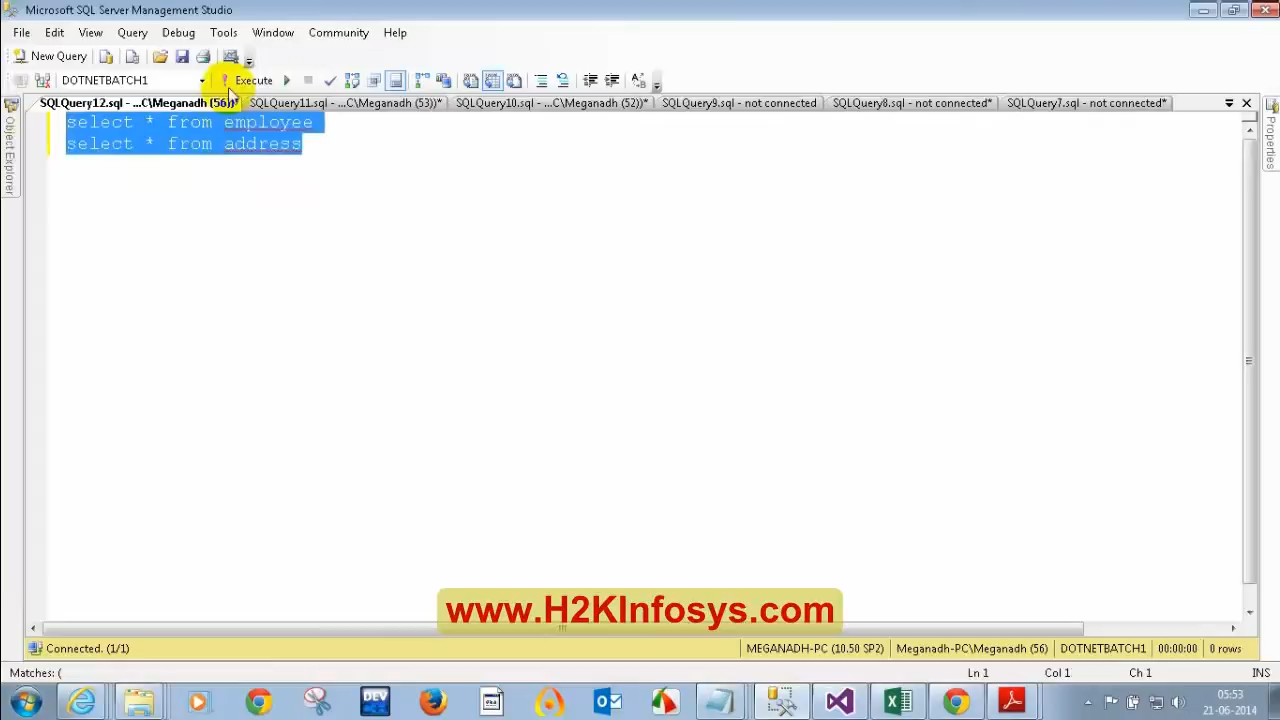 Microsoft SQL Server Management Studio
File Edit View Query Debug Tools Window Community Help
New Query
DOTNETBATCH1 Execute
SQLQuery12.sql - ...C\Meganadh (56))* SQLQuery11.sql - ...C\Meganadh (53))* SQLQuery10.sql - ...C\Meganadh (52))* SQLQuery9.sql - not connected SQLQuery8.sql - not connected* SQLQuery7.sql - not connected*
Object Explorer
Properties
select * from employee
select * from address
www.H2KInfosys.com
Connected. (1/1) MEGANADH-PC (10.50 SP2) Meganadh-PC\Meganadh (56) DOTNETBATCH1 00:00:00 0 rows
Matches: ( Ln 1 Col 1 Ch 1 INS
DEV
05:53
21-06-2014